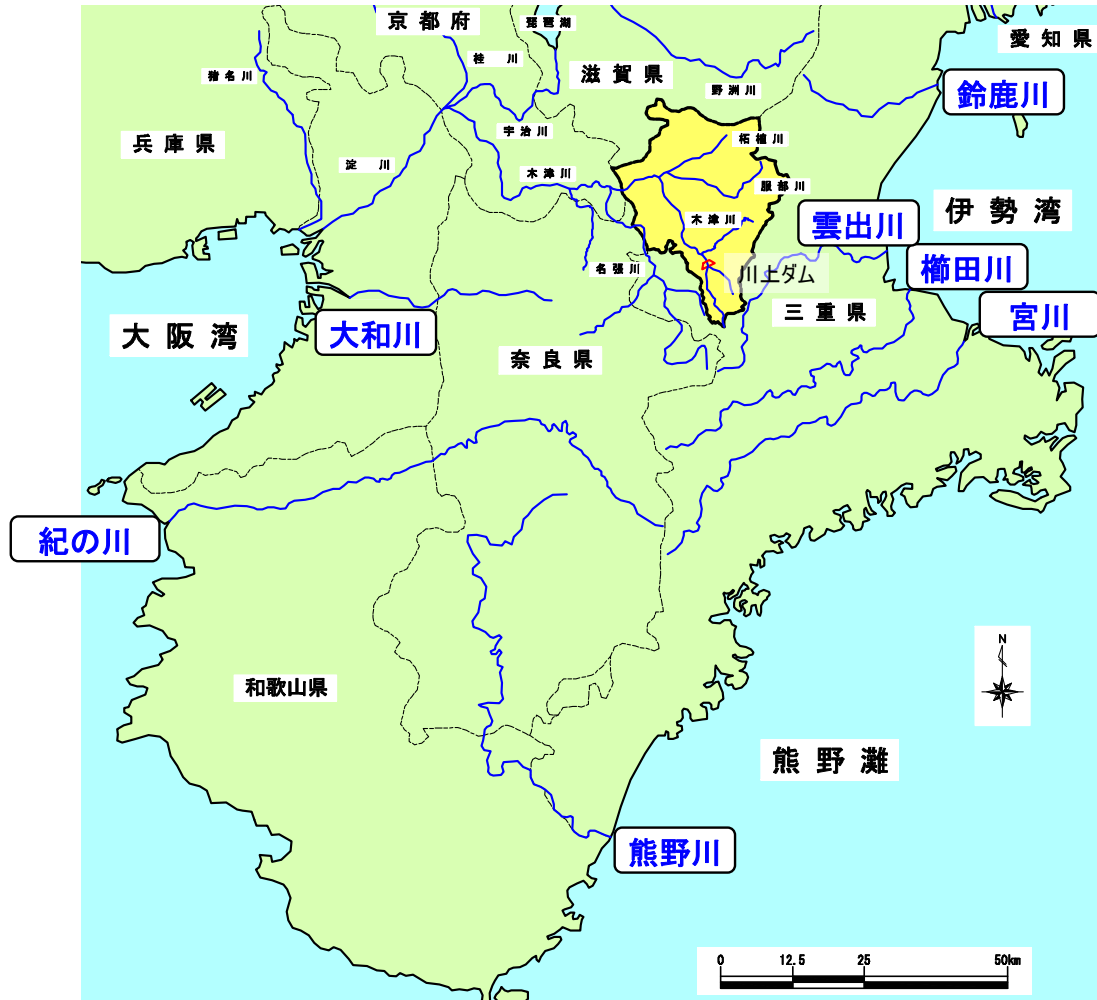 京都府
琵琶湖
愛知県
桂川
滋賀県
猪名川
野洲川
鈴鹿川
宇治川
兵庫県
柘植川
淀川
木津川
服部川
伊勢湾
木津川
雲出川
名張川
川上ダム
櫛田川
三重県
宮川
大阪湾
大和川
奈良県
紀の川
N
和歌山県
熊野灘
熊野川
0 12.5 25 50km